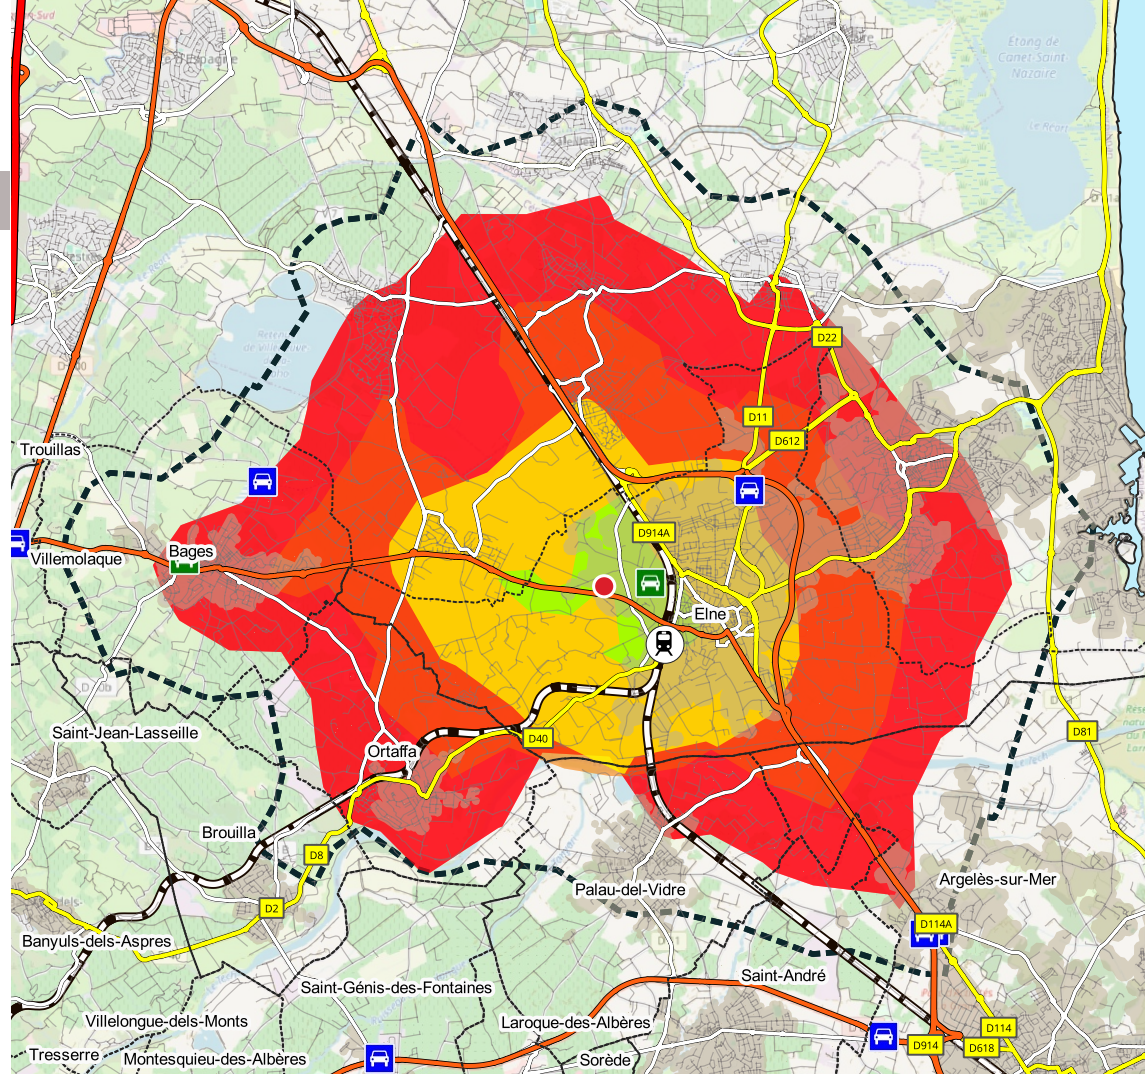 Étang de
Canet-Saint-
Nazaire
D22
D11
D612
Trouillas
D914A
Bages
Villemolaque
Elne
Saint-Jean-Lasseille
D40
D81
Ortaffa
Brouilla
D8
Palau-del-Vidre
Argelès-sur-Mer
D2
D114A
Banyuls-dels-Aspres
Saint-André
Saint-Génis-des-Fontaines
Villelongue-dels-Monts
Laroque-des-Albères
D114
D914
D618
Tresserre
Montesquieu-des-Albères
Sorède